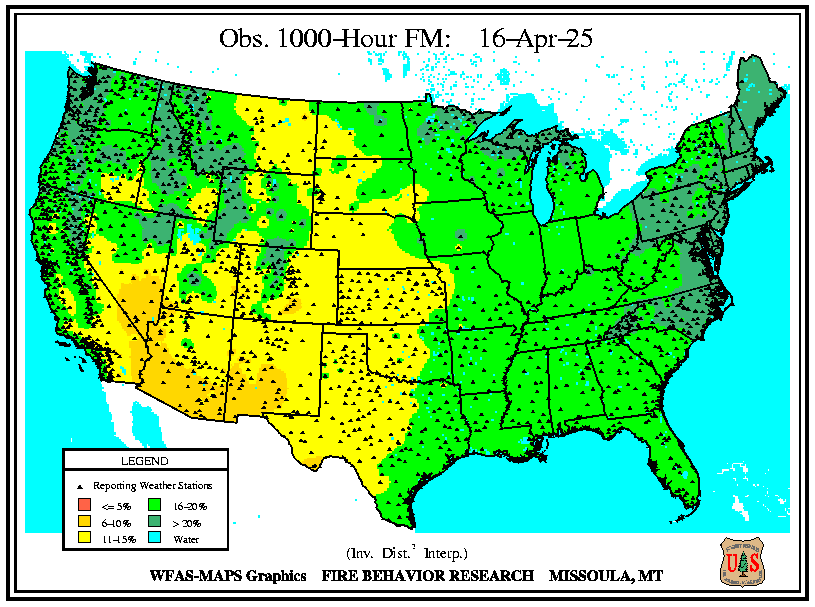 Obs. 1000-Hour FM: 16-Apr-25
LEGEND
Reporting Weather Stations
<= 5% 16-20%
6-10% > 20%
11-15% Water
(Inv. Dist.² Interp.)
WFAS-MAPS Graphics FIRE BEHAVIOR RESEARCH MISSOULA, MT
U S